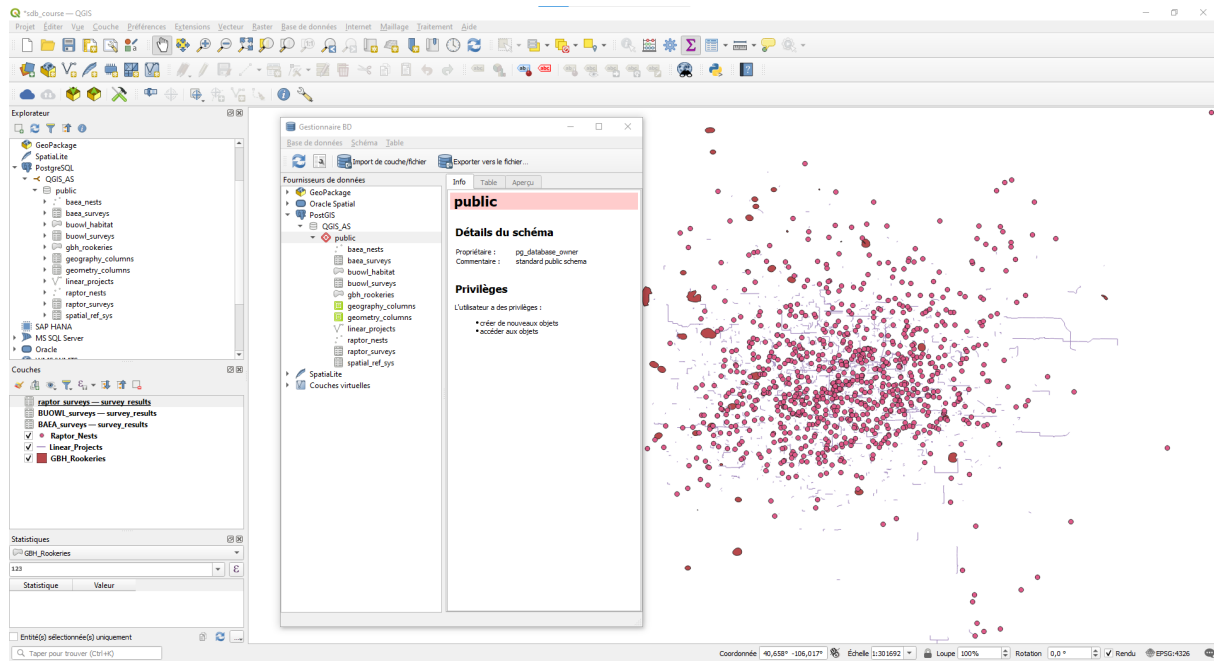 *sdb_course — QGIS
Projet Éditer Vue Couche Préférences Extensions Vecteur Raster Base de données Internet Maillage Traitement Aide
Explorateur
GeoPackage
SpatiaLite
PostgreSQL
QGIS_AS
public
baea_nests
baea_surveys
buowl_habitat
buowl_surveys
gbh_rookeries
geography_columns
geometry_columns
linear_projects
raptor_nests
raptor_surveys
spatial_ref_sys
SAP HANA
MS SQL Server
Oracle
Couches
raptor_surveys — survey_results
BUOWL_surveys — survey_results
BAEA_surveys — survey_results
Raptor_Nests
Linear_Projects
GBH_Rookeries
Statistiques
GBH_Rookeries
123
Statistique Valeur
Entité(s) sélectionnée(s) uniquement
Gestionnaire BD
Base de données Schéma Table
Import de couche/fichier Exporter vers le fichier...
Fournisseurs de données
GeoPackage
Oracle Spatial
PostGIS
QGIS_AS
public
baea_nests
baea_surveys
buowl_habitat
buowl_surveys
gbh_rookeries
geography_columns
geometry_columns
linear_projects
raptor_nests
raptor_surveys
spatial_ref_sys
SpatiaLite
Couches virtuelles
Info Table Aperçu
public
Détails du schéma
Propriétaire : pg_database_owner
Commentaire : standard public schema
Privilèges
L'utilisateur a des privilèges :
créer de nouveaux objets
accéder aux objets
Taper pour trouver (Ctrl+K) Coordonnée 40,658° -106,017° Échelle 1:301692 Loupe 100% Rotation 0,0 ° Rendu EPSG:4326